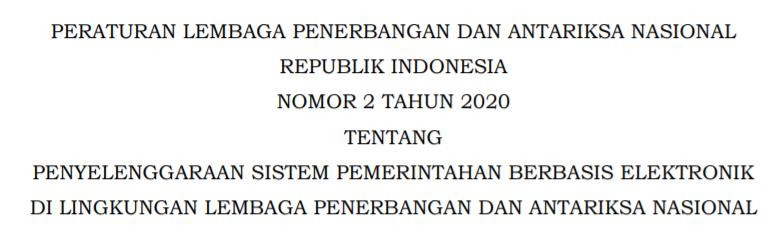 PERATURAN LEMBAGA PENERBANGAN DAN ANTARIKSA NASIONAL
REPUBLIK INDONESIA
NOMOR 2 TAHUN 2020
TENTANG
PENYELENGGARAAN SISTEM PEMERINTAHAN BERBASIS ELEKTRONIK
DI LINGKUNGAN LEMBAGA PENERBANGAN DAN ANTARIKSA NASIONAL